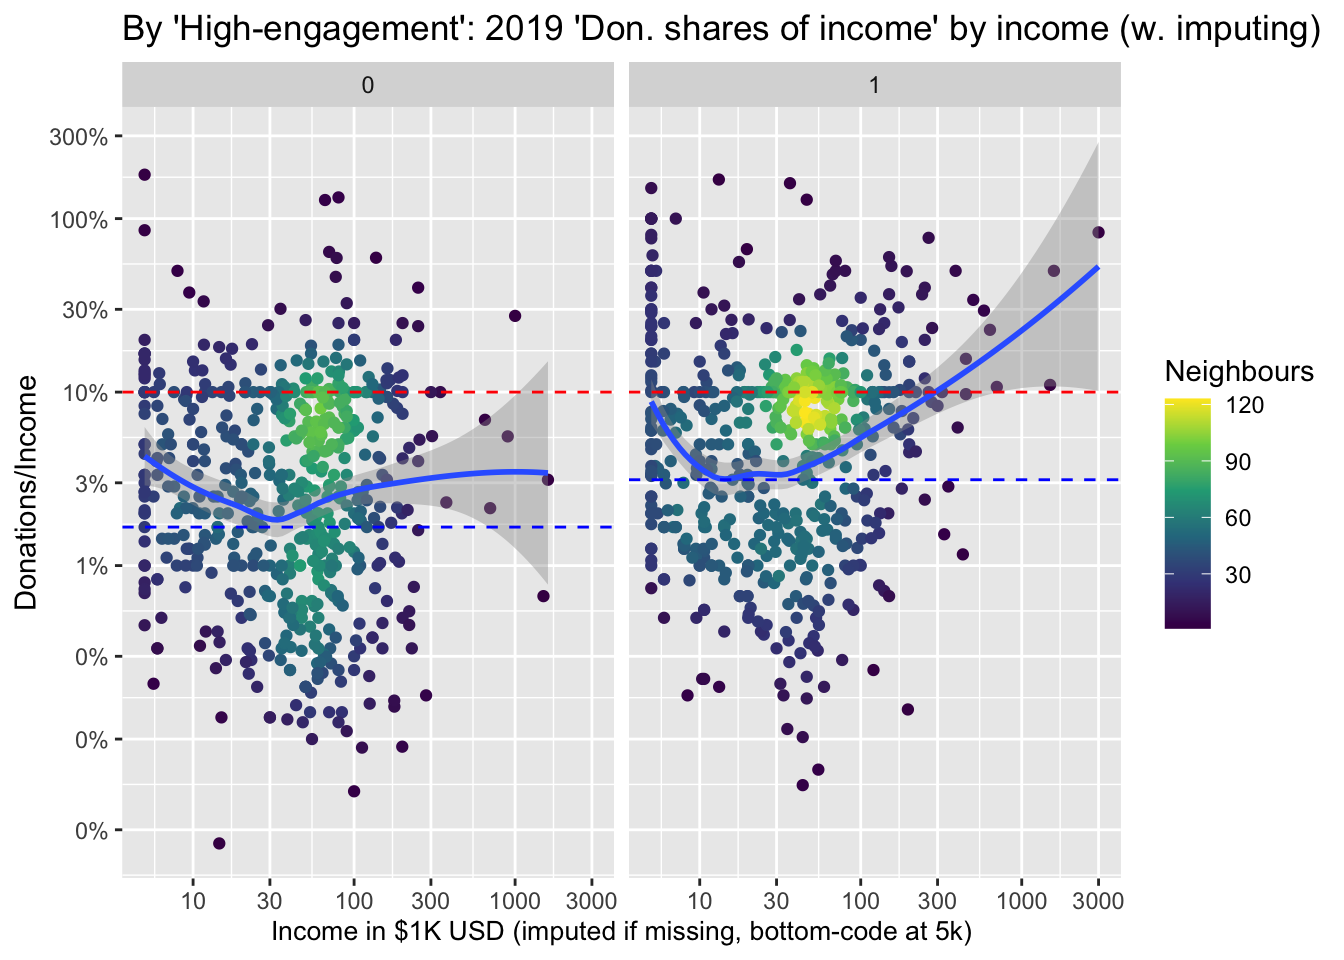 By 'High-engagement': 2019 'Don. shares of income' by income (w. imputing)
0
1
300%
100%
30%
10%
3%
1%
0%
0%
0%
Donations/Income
10 30 100 300 1000 3000
10 30 100 300 1000 3000
Income in $1K USD (imputed if missing, bottom-code at 5k)
Neighbours
120
90
60
30